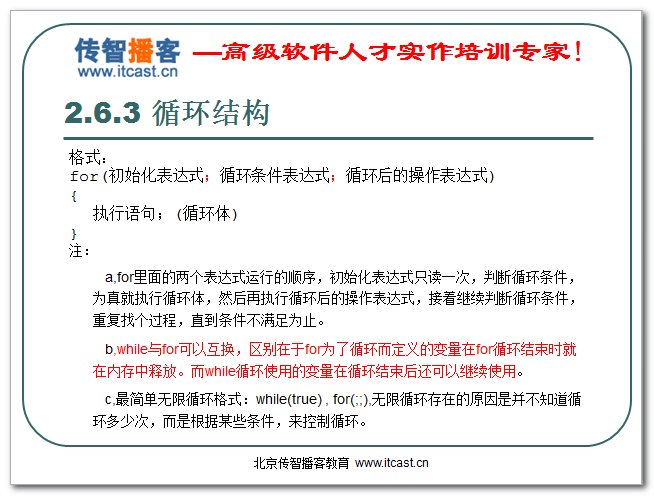 传智播客 —高级软件人才实作培训专家!
www.itcast.cn
2.6.3 循环结构
格式:
for(初始化表达式; 循环条件表达式; 循环后的操作表达式)
{
执行语句; (循环体)
}
注:
a,for里面的两个表达式运行的顺序，初始化表达式只读一次，判断循环条件，
为真就执行循环体，然后再执行循环后的操作表达式，接着继续判断循环条件，
重复找个过程，直到条件不满足为止。
b,while与for可以互换，区别在于for为了循环而定义的变量在for循环结束时就
在内存中释放。而while循环使用的变量在循环结束后还可以继续使用。
c,最简单无限循环格式：while(true) , for(;;),无限循环存在的原因是并不知道循
环多少次，而是根据某些条件，来控制循环。
北京传智播客教育 www.itcast.cn